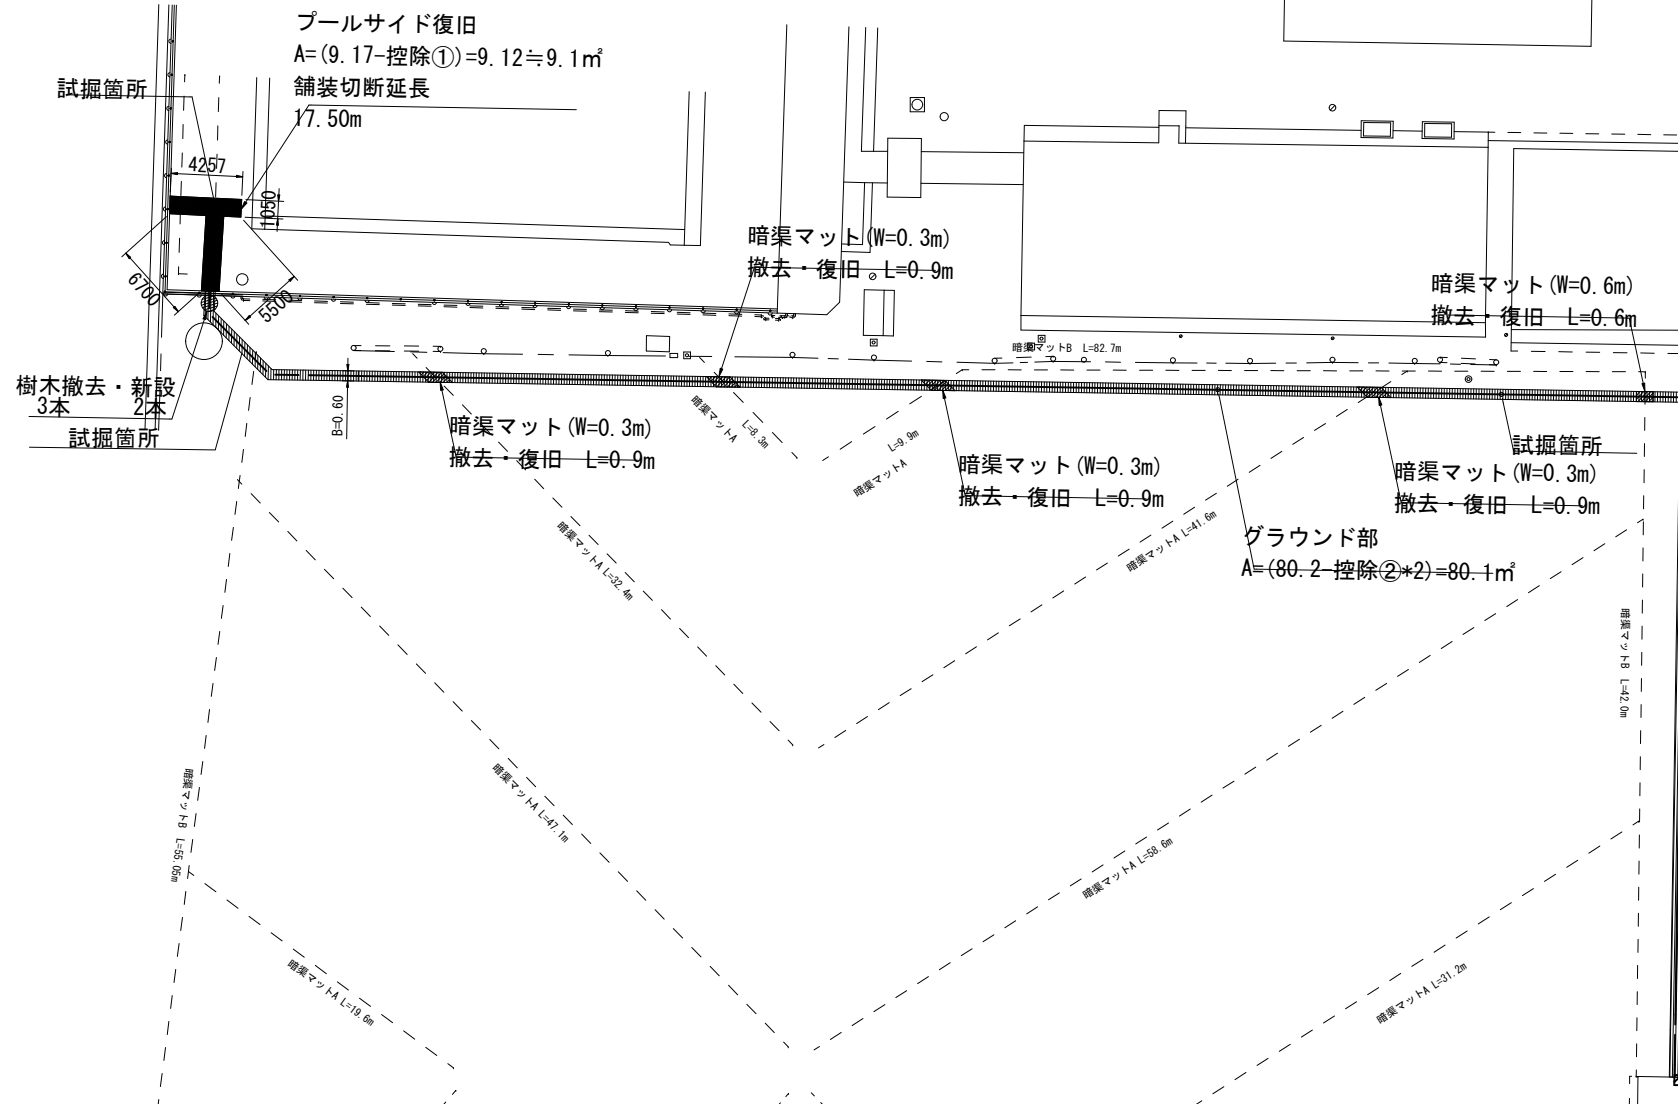 プールサイド復旧
A=(9.17-控除①)=9.12≒9.1㎡
舗装切断延長
17.50m
試掘箇所
4257
1050
6700
5500
暗渠マット(W=0.3m)
撤去・復旧 L=0.9m
暗渠マット(W=0.6m)
撤去・復旧 L=0.6m
暗渠マットB L=82.7m
樹木撤去・新設
3本 2本
試掘箇所
B=0.60
暗渠マット(W=0.3m)
撤去・復旧 L=0.9m
暗渠マットA
L=8.3m
L=9.9m
暗渠マットA
暗渠マット(W=0.3m)
撤去・復旧 L=0.9m
試掘箇所
暗渠マット(W=0.3m)
撤去・復旧 L=0.9m
グラウンド部
A=(80.2-控除②*2)=80.1㎡
暗渠マットA L=32.4m
暗渠マットA L=41.6m
暗渠マットB L=42.0m
暗渠マットB L=55.05m
暗渠マットA L=47.1m
暗渠マットA L=58.6m
暗渠マットA L=19.6m
暗渠マットA L=31.2m